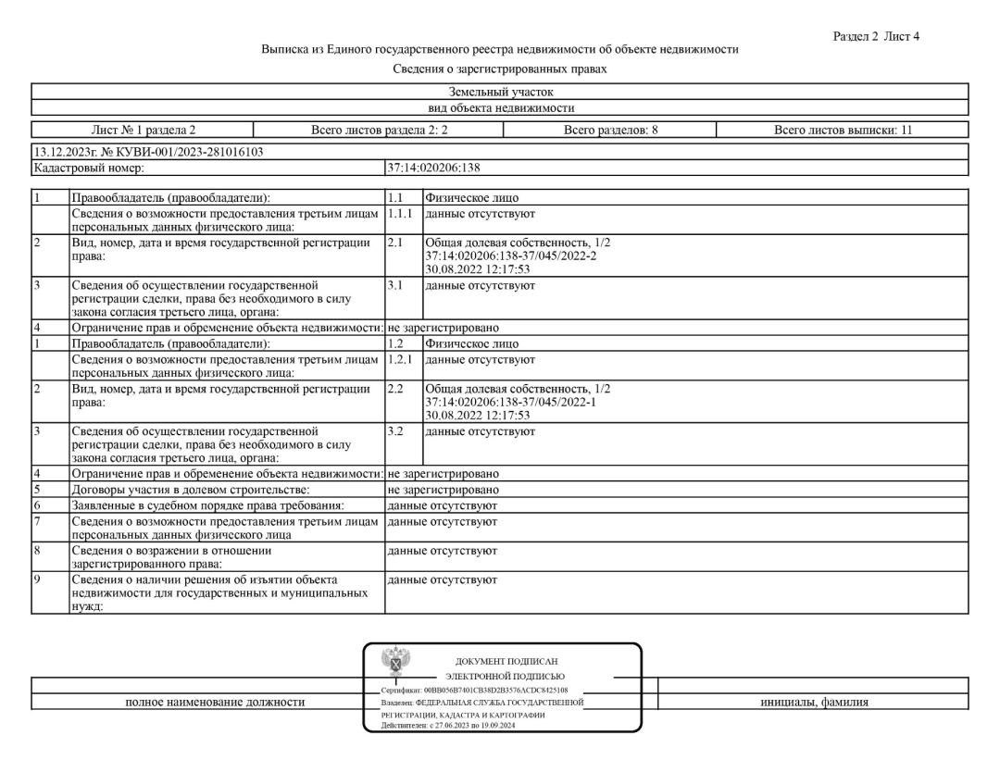 Раздел 2 Лист 4
Выписка из Единого государственного реестра недвижимости об объекте недвижимости
Сведения о зарегистрированных правах
Земельный участок
вид объекта недвижимости
Лист № 1 раздела 2 Всего листов раздела 2: 2 Всего разделов: 8 Всего листов выписки: 11
13.12.2023г. № КУВИ-001/2023-281016103
Кадастровый номер: 37:14:020206:138
1 Правообладатель (правообладатели): 1.1 Физическое лицо
Сведения о возможности предоставления третьим лицам 1.1.1 данные отсутствуют
персональных данных физического лица:
2 Вид, номер, дата и время государственной регистрации 2.1 Общая долевая собственность, 1/2
права: 37:14:020206:138-37/045/2022-2
30.08.2022 12:17:53
3 Сведения об осуществлении государственной 3.1 данные отсутствуют
регистрации сделки, права без необходимого в силу
закона согласия третьего лица, органа:
4 Ограничение прав и обременение объекта недвижимости: не зарегистрировано
1 Правообладатель (правообладатели): 1.2 Физическое лицо
Сведения о возможности предоставления третьим лицам 1.2.1 данные отсутствуют
персональных данных физического лица:
2 Вид, номер, дата и время государственной регистрации 2.2 Общая долевая собственность, 1/2
права: 37:14:020206:138-37/045/2022-1
30.08.2022 12:17:53
3 Сведения об осуществлении государственной 3.2 данные отсутствуют
регистрации сделки, права без необходимого в силу
закона согласия третьего лица, органа:
4 Ограничение прав и обременение объекта недвижимости: не зарегистрировано
5 Договоры участия в долевом строительстве: не зарегистрировано
6 Заявленные в судебном порядке права требования: данные отсутствуют
7 Сведения о возможности предоставления третьим лицам данные отсутствуют
персональных данных физического лица
8 Сведения о возражении в отношении данные отсутствуют
зарегистрированного права:
9 Сведения о наличии решения об изъятии объекта данные отсутствуют
недвижимости для государственных и муниципальных
нужд:
ДОКУМЕНТ ПОДПИСАН
ЭЛЕКТРОННОЙ ПОДПИСЬЮ
Сертификат: 00BB056B7401CB38D2B3576ACDC8425108
Владелец: ФЕДЕРАЛЬНАЯ СЛУЖБА ГОСУДАРСТВЕННОЙ
РЕГИСТРАЦИИ, КАДАСТРА И КАРТОГРАФИИ
Действителен: с 27.06.2023 по 19.09.2024
полное наименование должности инициалы, фамилия